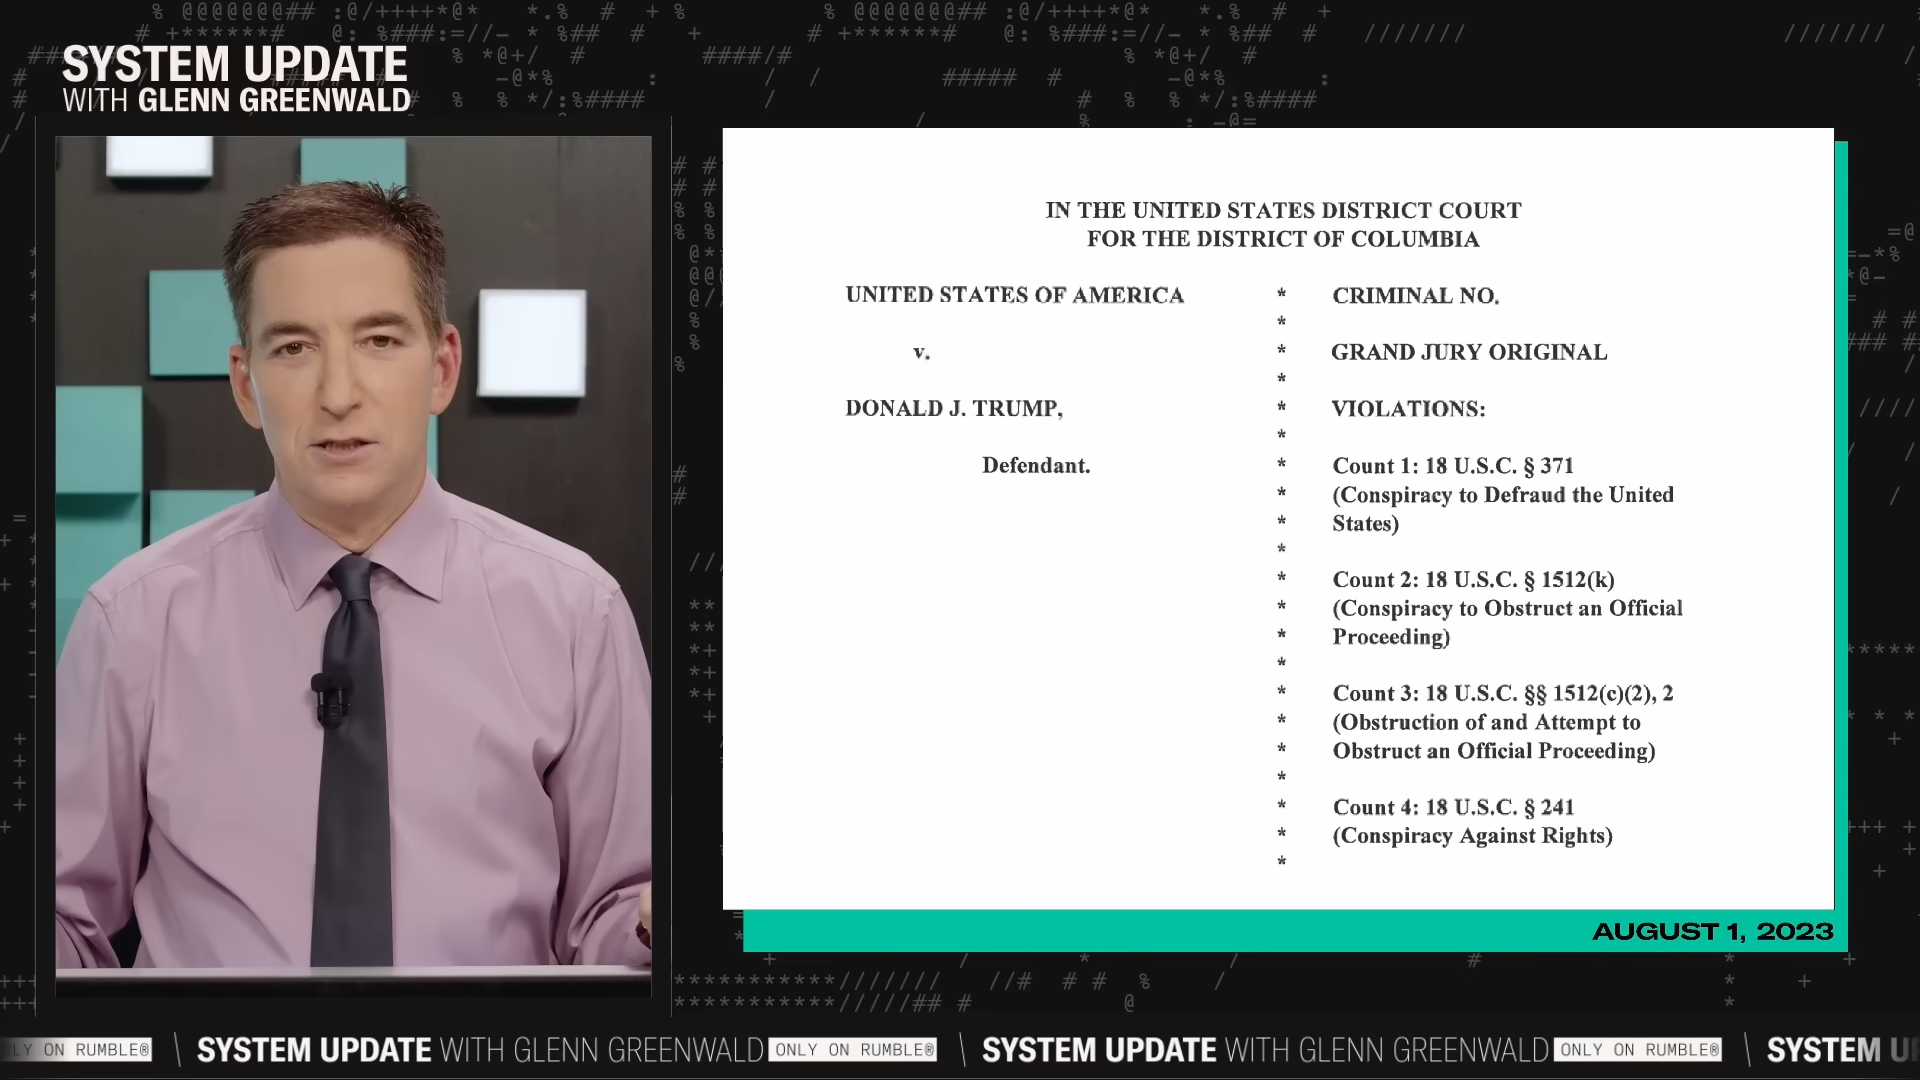 SYSTEM UPDATE
WITH GLENN GREENWALD
IN THE UNITED STATES DISTRICT COURT
FOR THE DISTRICT OF COLUMBIA
UNITED STATES OF AMERICA
v.
DONALD J. TRUMP,
Defendant.
CRIMINAL NO.
GRAND JURY ORIGINAL
VIOLATIONS:
Count 1: 18 U.S.C. § 371
(Conspiracy to Defraud the United
States)
Count 2: 18 U.S.C. § 1512(k)
(Conspiracy to Obstruct an Official
Proceeding)
Count 3: 18 U.S.C. §§ 1512(c)(2), 2
(Obstruction of and Attempt to
Obstruct an Official Proceeding)
Count 4: 18 U.S.C. § 241
(Conspiracy Against Rights)
AUGUST 1, 2023
LY ON RUMBLE® \ SYSTEM UPDATE WITH GLENN GREENWALD ONLY ON RUMBLE® \ SYSTEM UPDATE WITH GLENN GREENWALD ONLY ON RUMBLE® \ SYSTEM U